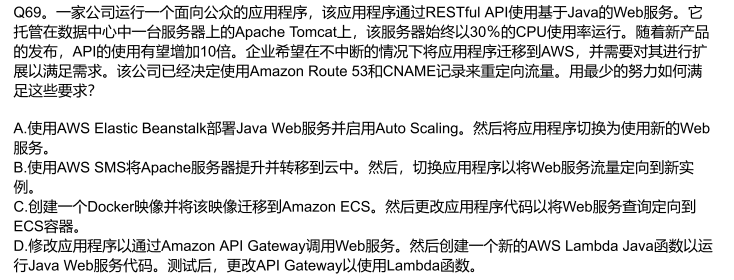 Q69。一家公司运行一个面向公众的应用程序，该应用程序通过RESTful API使用基于Java的Web服务。它
托管在数据中心中一台服务器上的Apache Tomcat上，该服务器始终以30％的CPU使用率运行。随着新产品
的发布，API的使用有望增加10倍。企业希望在不中断的情况下将应用程序迁移到AWS，并需要对其进行扩
展以满足需求。该公司已经决定使用Amazon Route 53和CNAME记录来重定向流量。用最少的努力如何满
足这些要求？
A.使用AWS Elastic Beanstalk部署Java Web服务并启用Auto Scaling。然后将应用程序切换为使用新的Web
服务。
B.使用AWS SMS将Apache服务器提升并转移到云中。然后，切换应用程序以将Web服务流量定向到新实
例。
C.创建一个Docker映像并将该映像迁移到Amazon ECS。然后更改应用程序代码以将Web服务查询定向到
ECS容器。
D.修改应用程序以通过Amazon API Gateway调用Web服务。然后创建一个新的AWS Lambda Java函数以运
行Java Web服务代码。测试后，更改API Gateway以使用Lambda函数。